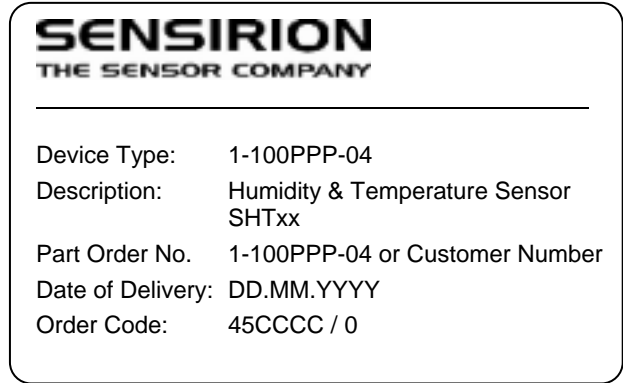 SENSIRION
THE SENSOR COMPANY
Device Type: 1-100PPP-04
Description: Humidity & Temperature Sensor
SHTxx
Part Order No. 1-100PPP-04 or Customer Number
Date of Delivery: DD.MM.YYYY
Order Code: 45CCCC / 0